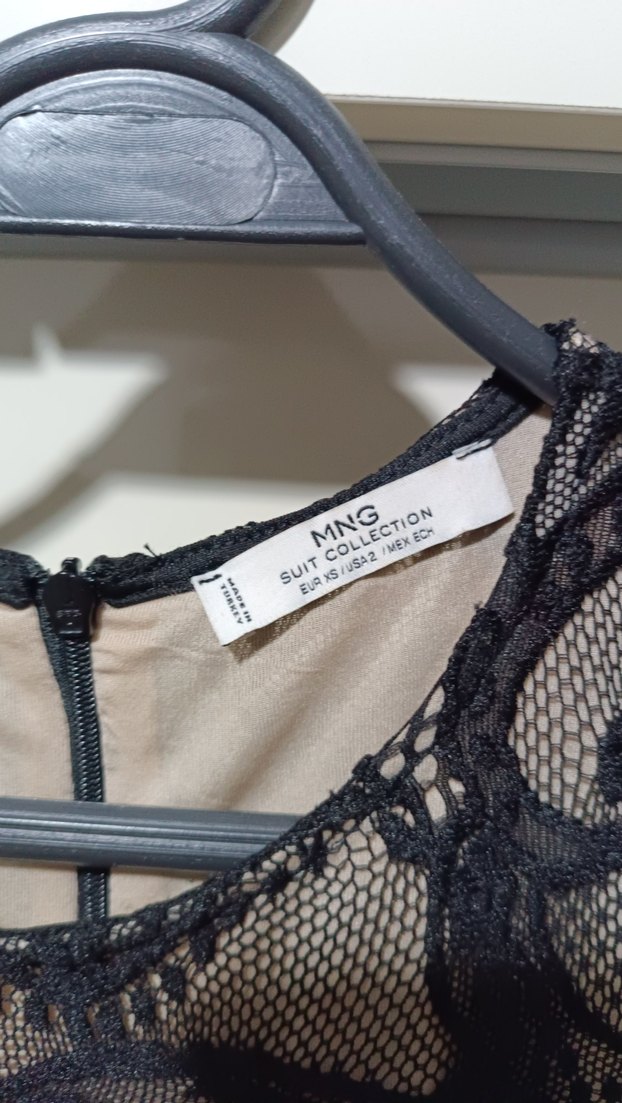 MNG
SUIT COLLECTION
EUR XS / USA 2 / MEX ECH
MADE IN
TURKEY